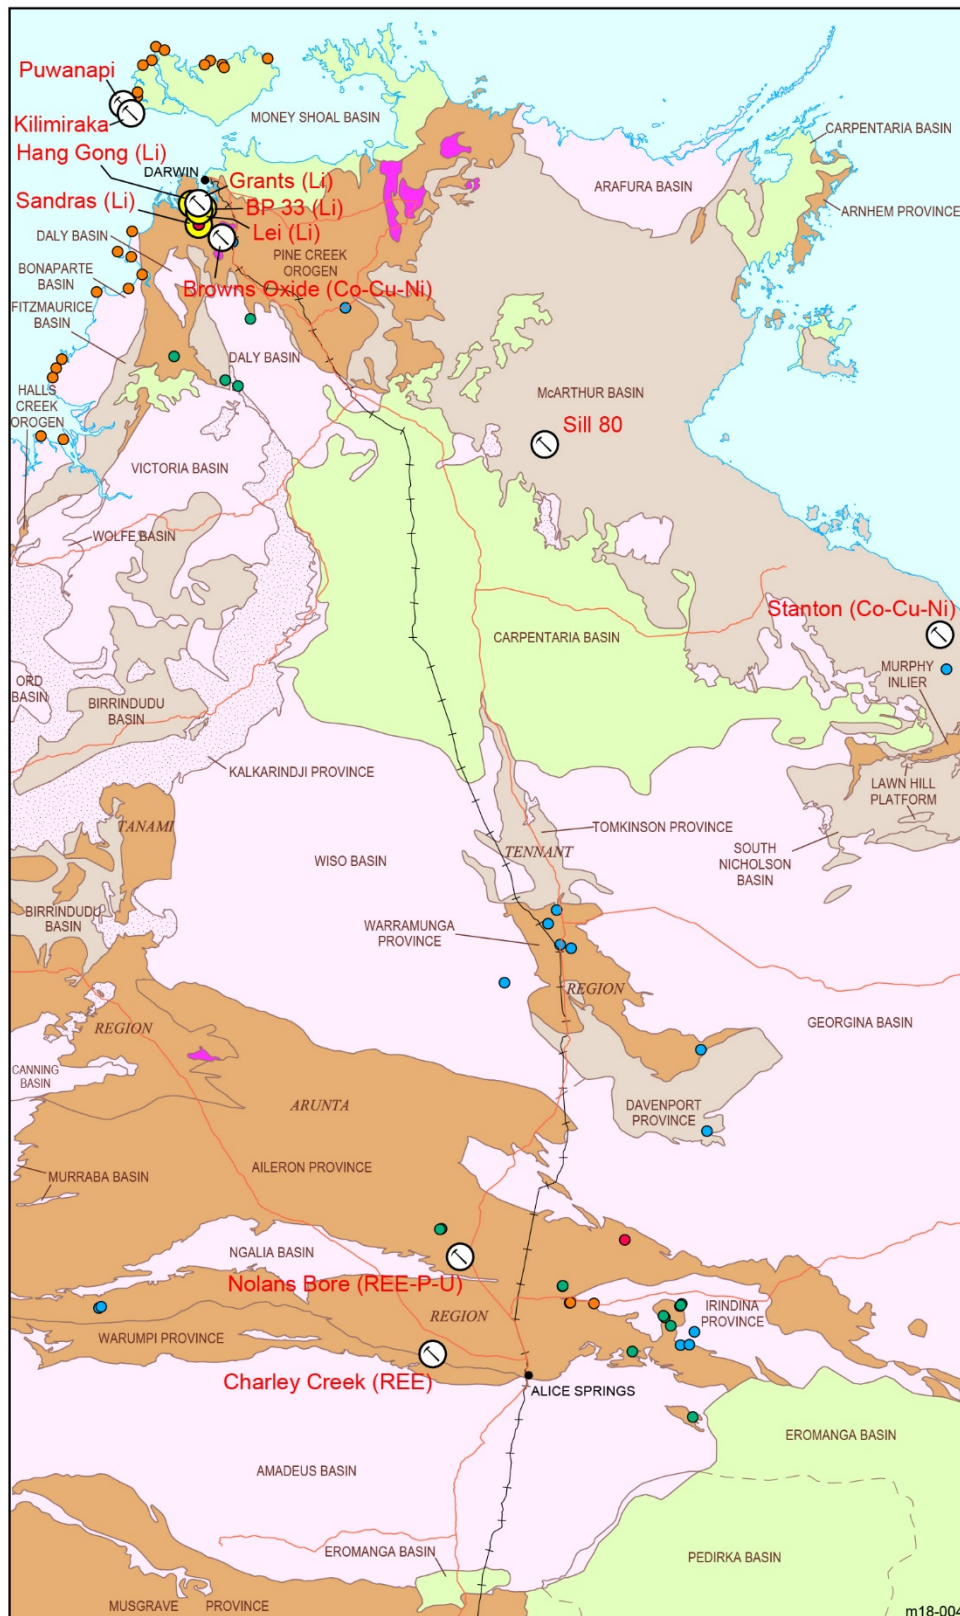 Puwanapi
Kilimiraka
MONEY SHOAL BASIN
CARPENTARIA
BASIN
Hang Gong (Li)
DARWIN
Grants (Li)
ARAFURA BASIN
ARNHEM PROVINCE
Sandras (Li)
BP 33 (Li)
Lei (Li)
DALY BASIN
PINE CREEK
OROGEN
BONAPARTE
BASIN
Browns Oxide (Co-Cu-Ni)
FITZMAURICE
BASIN
DALY BASIN
HALLS
CREEK
OROGEN
McARTHUR BASIN
Sill 80
VICTORIA BASIN
WOLFE BASIN
Stanton (Co-Cu-Ni)
CARPENTARIA BASIN
MURPHY
INLIER
ORD
BASIN
BIRRINDUDU
BASIN
KALKARINDJI PROVINCE
LAWN HILL
PLATFORM
TANAMI
TOMKINSON PROVINCE
SOUTH
NICHOLSON
BASIN
WISO BASIN
TENNANT
BIRRINDUDU
BASIN
WARRAMUNGA
PROVINCE
REGION
REGION
GEORGINA BASIN
CANNING
BASIN
ARUNTA
DAVENPORT
PROVINCE
AILERON PROVINCE
MURRABA BASIN
NGALIA BASIN
Nolans Bore (REE-P-U)
REGION
IRINDINA
PROVINCE
WARUMPI PROVINCE
Charley Creek (REE)
ALICE SPRINGS
EROMANGA BASIN
AMADEUS BASIN
EROMANGA BASIN
PEDIRKA BASIN
MUSGRAVE PROVINCE
m18-004